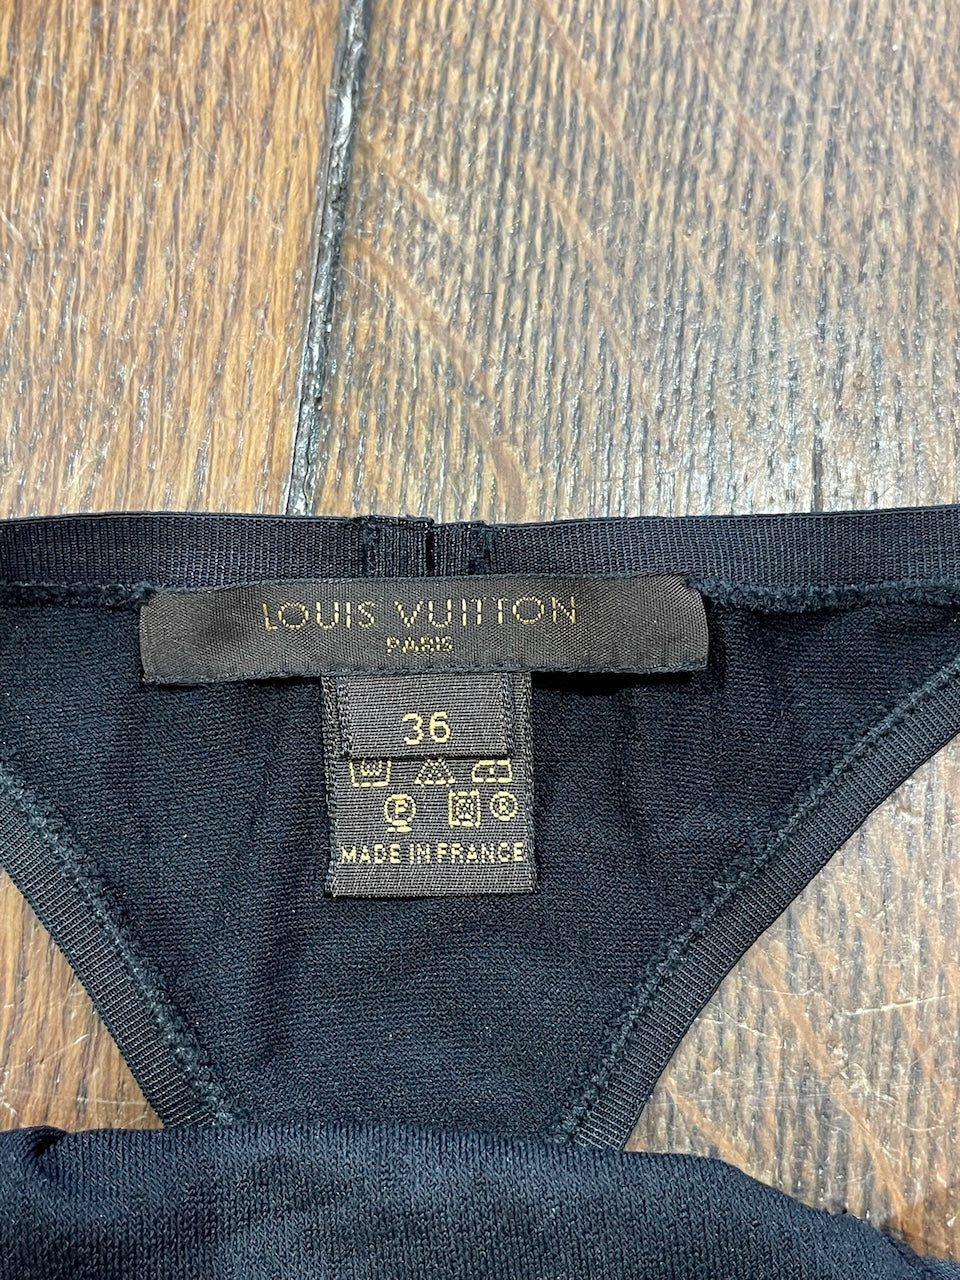 LOUIS VUITTON
PARIS
36
P R
MADE IN FRANCE